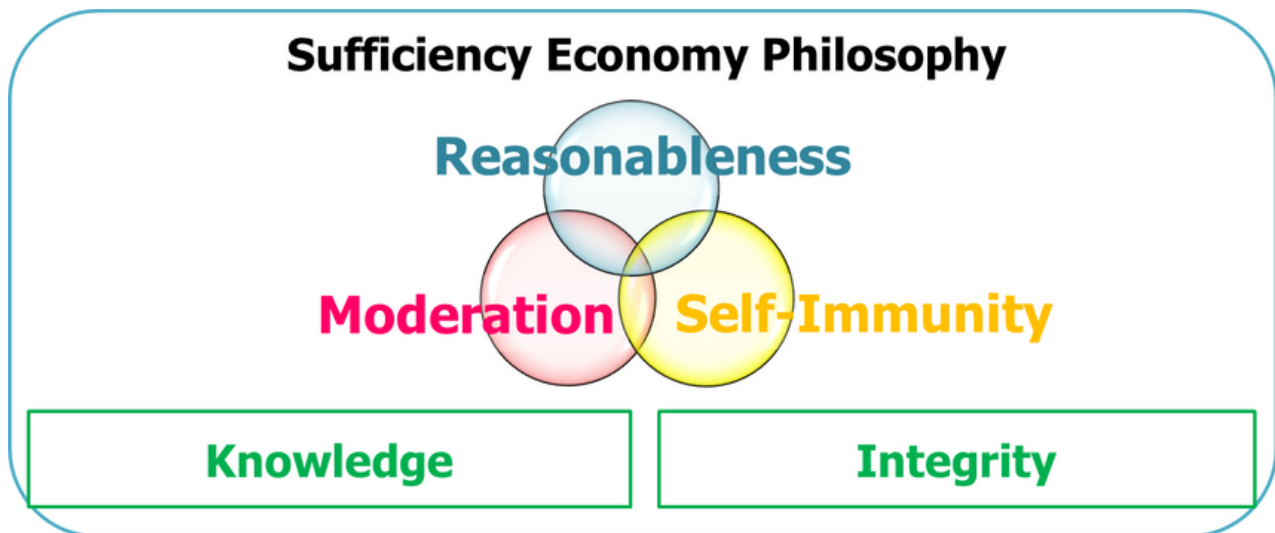 Sufficiency Economy Philosophy
Reasonableness
Moderation Self-Immunity
Knowledge Integrity